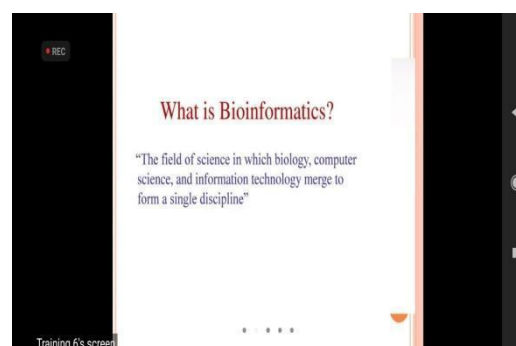 REC
What is Bioinformatics?
“The field of science in which biology, computer
science, and information technology merge to
form a single discipline”
Training 6's screen